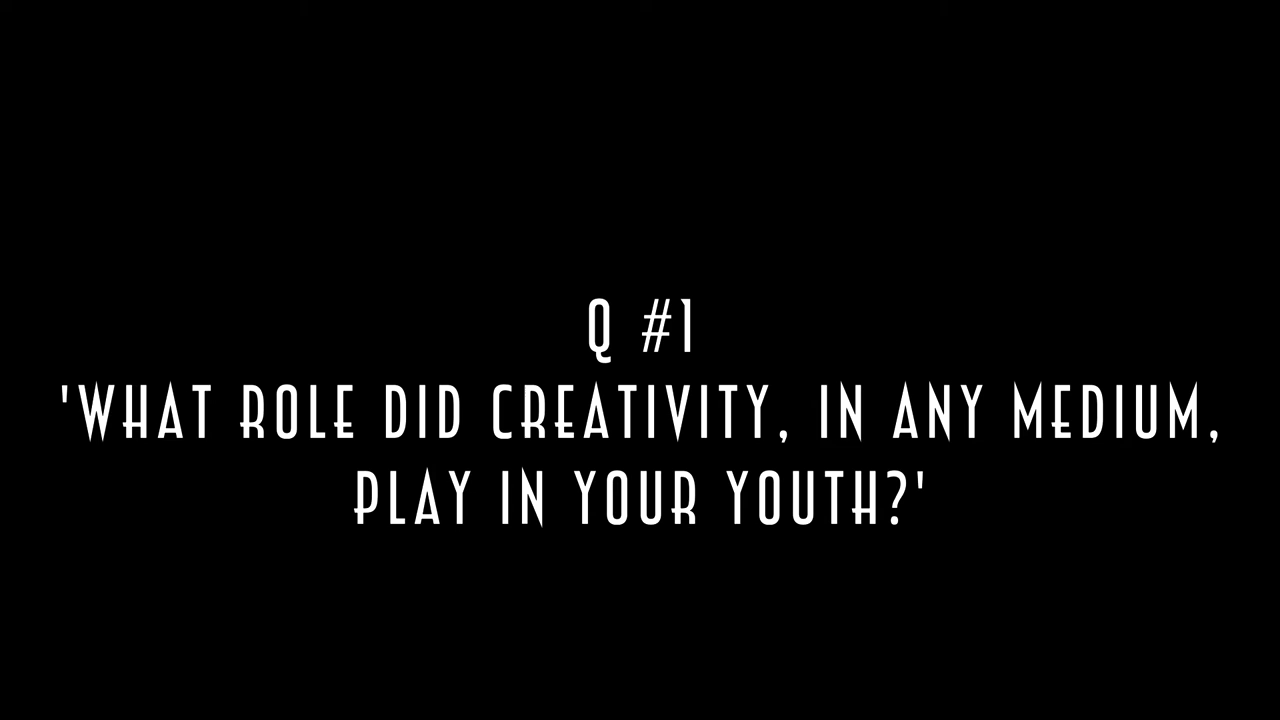 Q #1
'WHAT ROLE DID CREATIVITY, IN ANY MEDIUM,
PLAY IN YOUR YOUTH?'